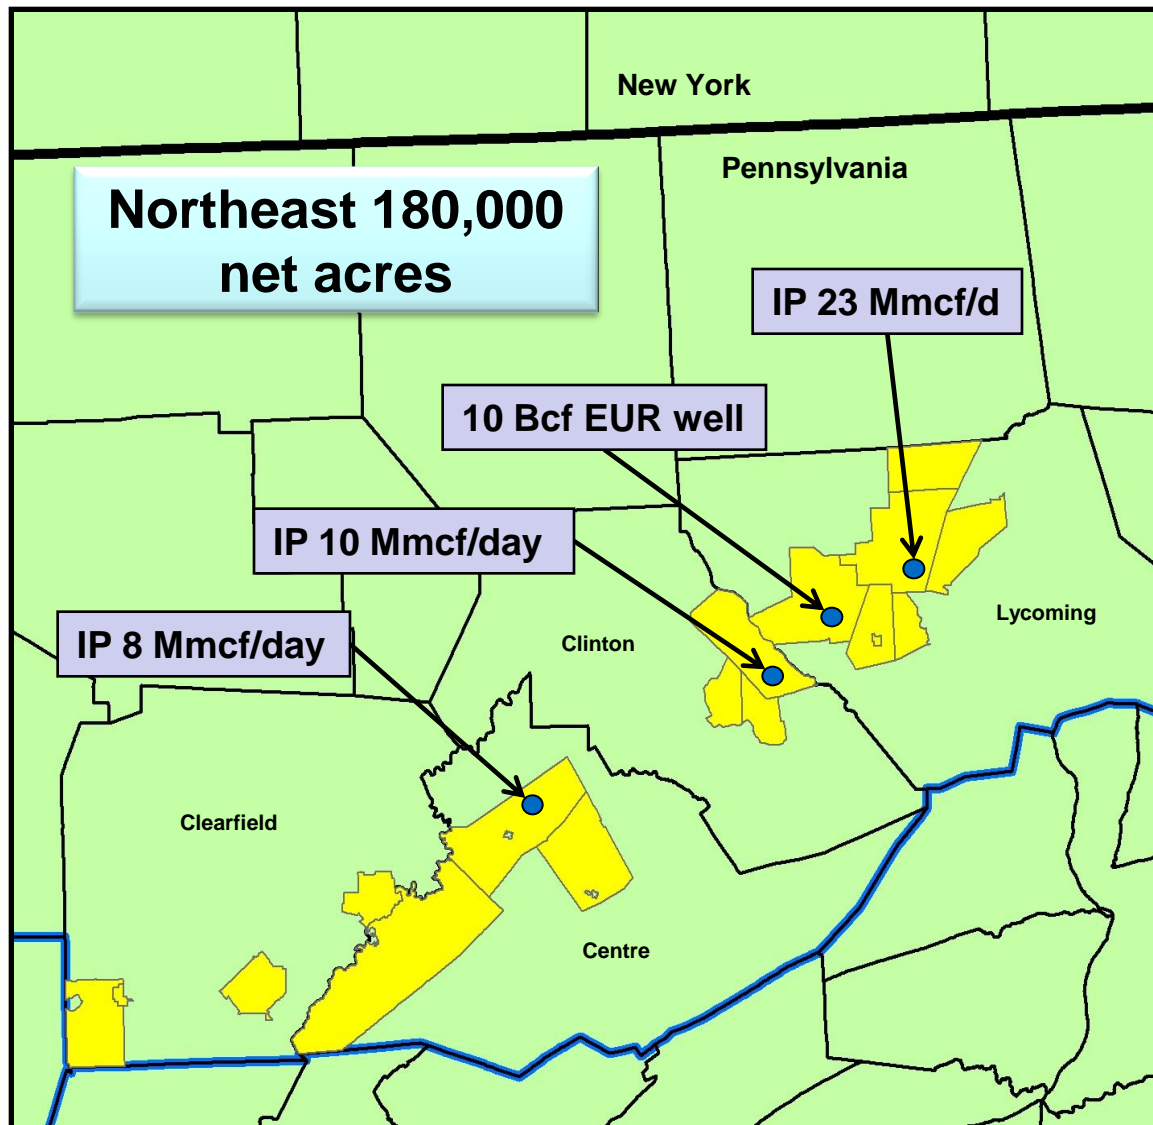 New York
Pennsylvania
Northeast 180,000
net acres
IP 23 Mmcf/d
10 Bcf EUR well
IP 10 Mmcf/day
IP 8 Mmcf/day
Clinton
Lycoming
Clearfield
Centre